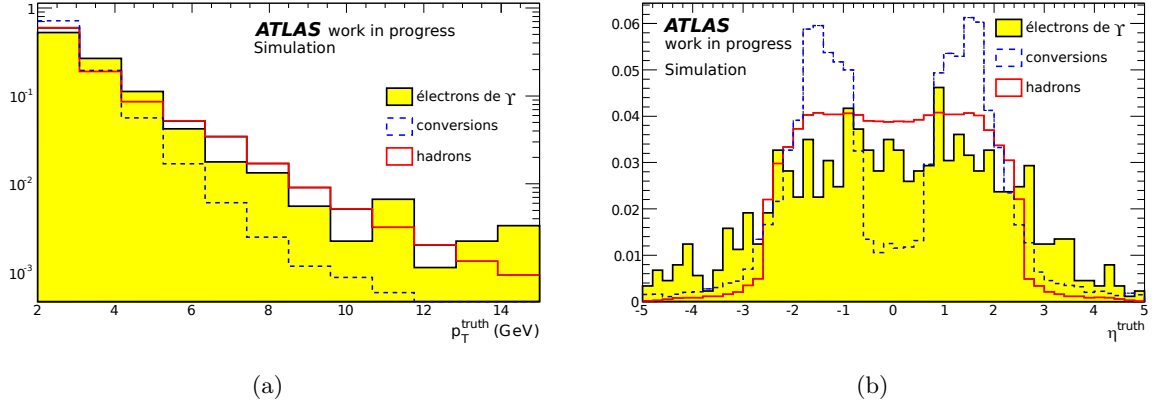 ATLAS work in progress
Simulation
électrons de ϒ
conversions
hadrons
1
10⁻¹
10⁻²
10⁻³
2 4 6 8 10 12 14
p_T^truth (GeV)
(a)
ATLAS
work in progress
Simulation
électrons de ϒ
conversions
hadrons
0.06
0.05
0.04
0.03
0.02
0.01
0
-5 -4 -3 -2 -1 0 1 2 3 4 5
η^truth
(b)